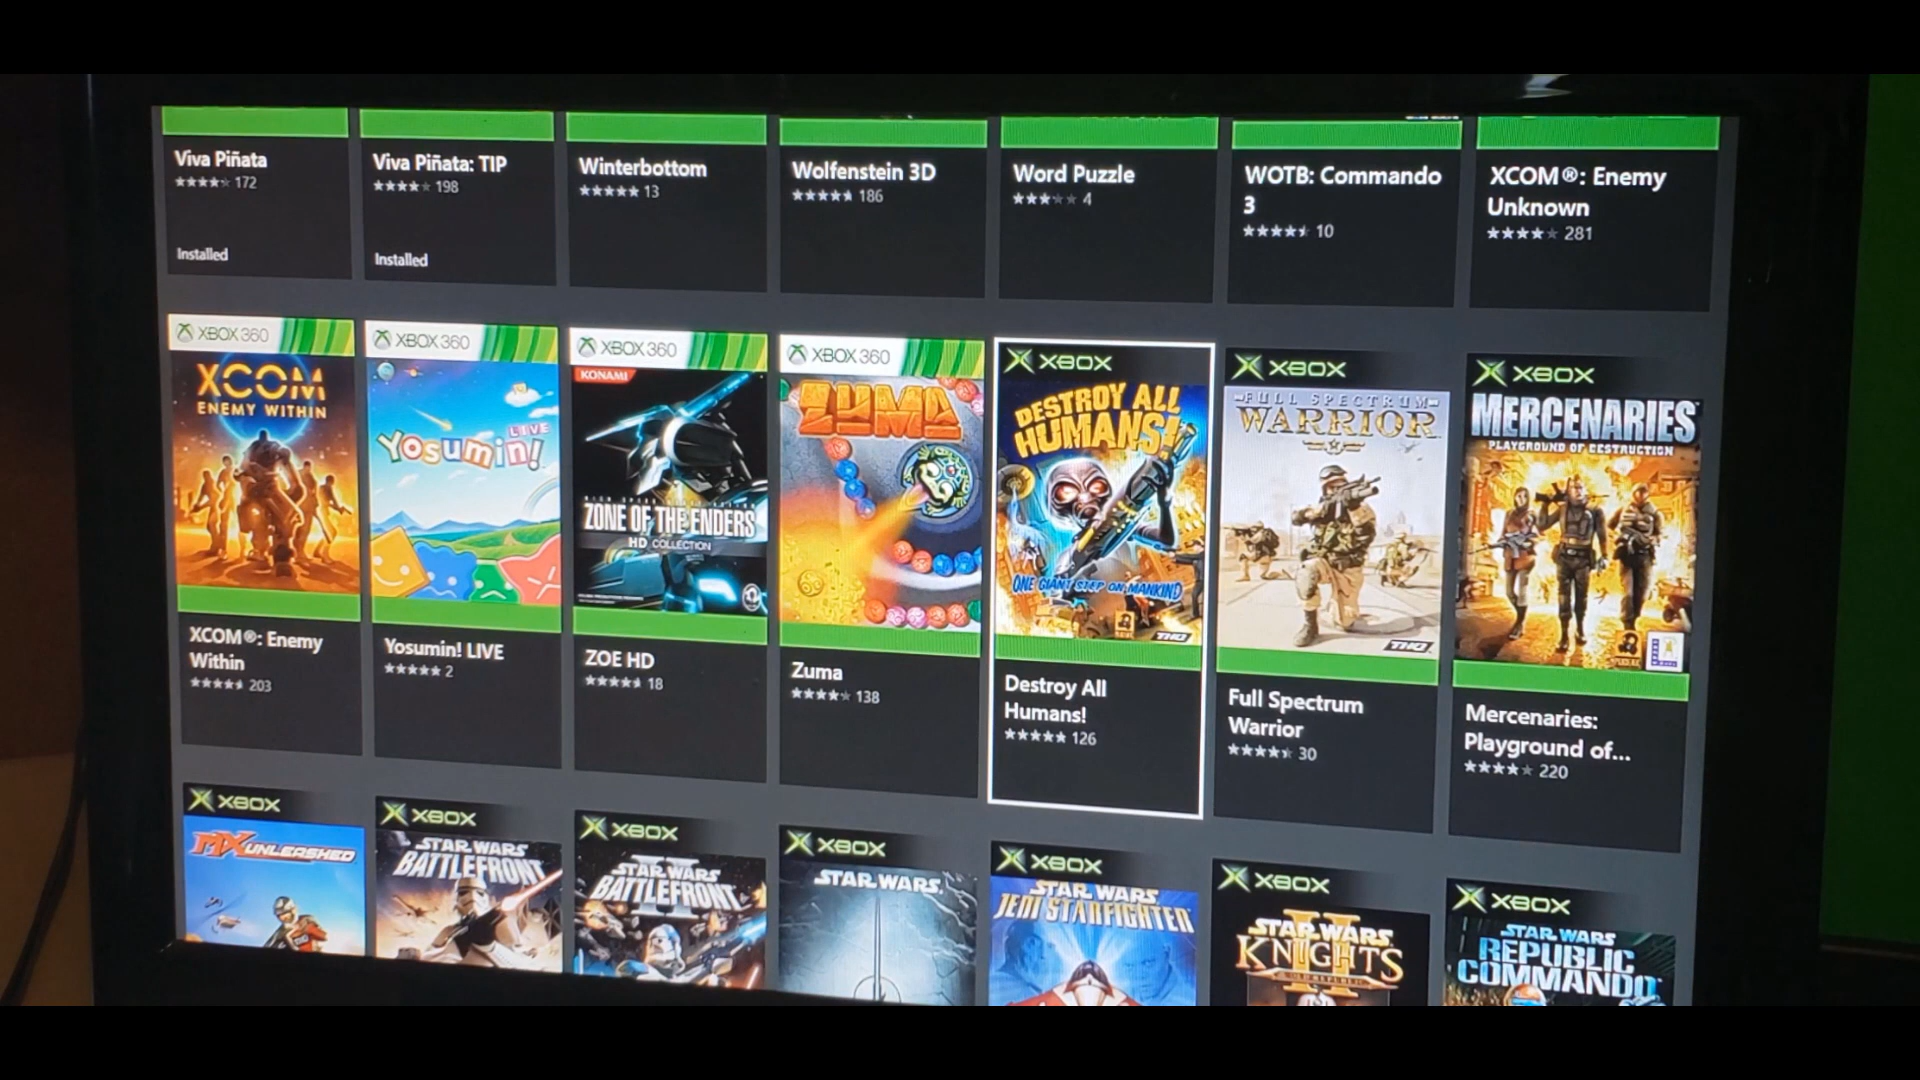 Viva Piñata
172
Installed
Viva Piñata: TIP
198
Installed
Winterbottom
13
Wolfenstein 3D
186
Word Puzzle
4
WOTB: Commando
3
10
XCOM®: Enemy
Unknown
281
XBOX 360
XCOM
ENEMY WITHIN
XCOM®: Enemy
Within
203
XBOX 360
Yosumin!
LIVE
Yosumin! LIVE
2
XBOX 360
KONAMI
ZONE OF THE ENDERS
HD COLLECTION
ZOE HD
18
XBOX 360
ZUMA
Zuma
138
XBOX
DESTROY ALL
HUMANS!
ONE GIANT STEP ON MANKIND
THQ
Destroy All
Humans!
126
XBOX
FULL SPECTRUM
WARRIOR
THQ
Full Spectrum
Warrior
30
XBOX
MERCENARIES
PLAYGROUND OF DESTRUCTION
Mercenaries:
Playground of...
220
XBOX
MX UNLEASHED
XBOX
STAR WARS
BATTLEFRONT
XBOX
STAR WARS
BATTLEFRONT
II
XBOX
STAR WARS
XBOX
STAR WARS
JEDI STARFIGHTER
XBOX
STAR WARS
KNIGHTS
II
XBOX
STAR WARS
REPUBLIC
COMMANDO